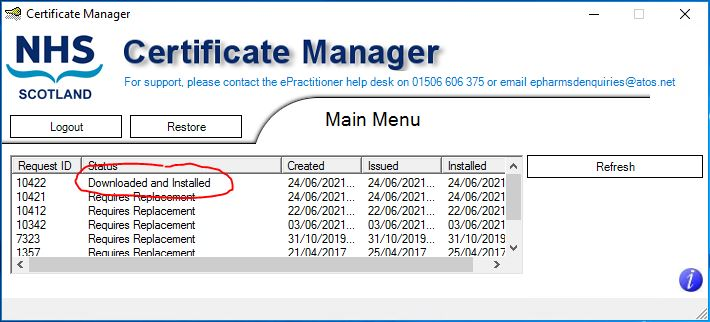 Certificate Manager
NHS
SCOTLAND
Certificate Manager
For support, please contact the ePractitioner help desk on 01506 606 375 or email epharmsdenquiries@atos.net
Logout
Restore
Main Menu
Request ID Status Created Issued Installed
10422 Downloaded and Installed 24/06/2021... 24/06/2021... 24/06/2021...
10421 Requires Replacement 24/06/2021... 24/06/2021... 24/06/2021...
10412 Requires Replacement 22/06/2021... 22/06/2021... 22/06/2021...
10342 Requires Replacement 03/06/2021... 03/06/2021... 03/06/2021...
7323 Requires Replacement 31/10/2019... 31/10/2019... 31/10/2019...
1357 Requires Replacement 21/04/2017 25/04/2017 25/04/2017
Refresh
i